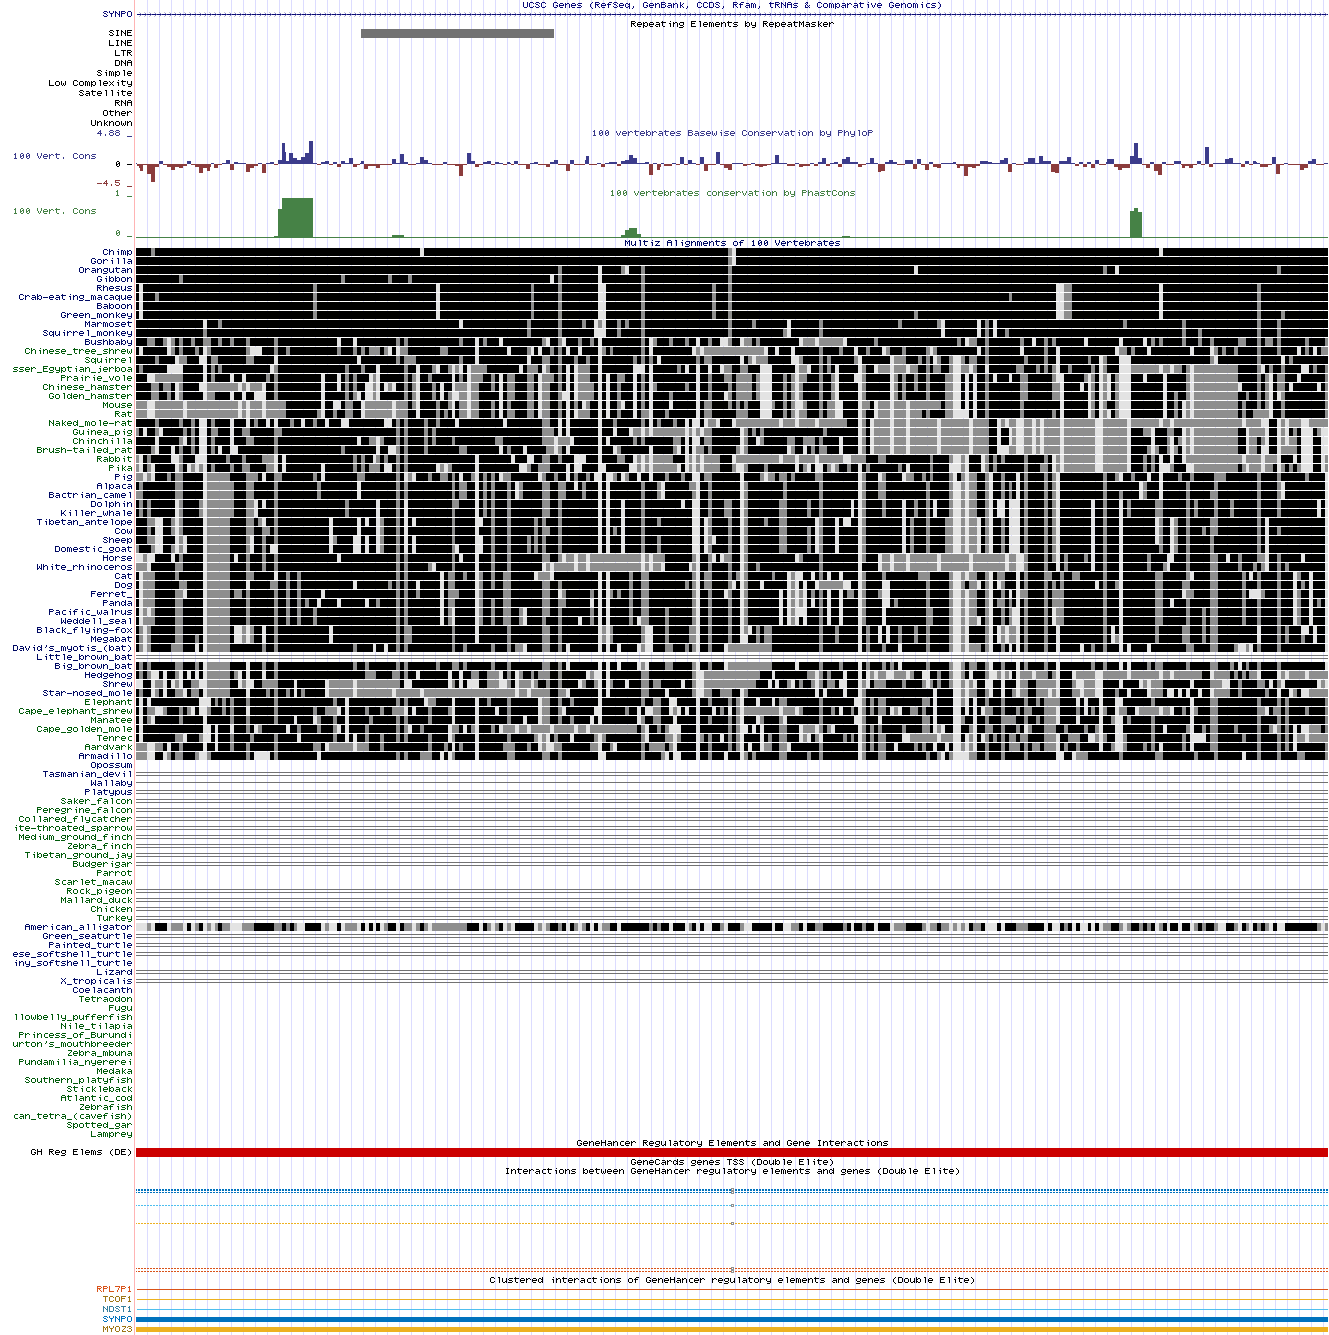 UCSC Genes (RefSeq, GenBank, CCDS, Rfam, tRNAs & Comparative Genomics)
SYNPO
Repeating Elements by RepeatMasker
SINE
LINE
LTR
DNA
Simple
Low Complexity
Satellite
RNA
Other
Unknown
4.88 _
100 vertebrates Basewise Conservation by PhyloP
100 Vert. Cons
0 _
-4.5 _
100 vertebrates conservation by PhastCons
1 _
100 Vert. Cons
0 _
Multiz Alignments of 100 Vertebrates
Chimp
Gorilla
Orangutan
Gibbon
Rhesus
Crab-eating_macaque
Baboon
Green_monkey
Marmoset
Squirrel_monkey
Bushbaby
Chinese_tree_shrew
Squirrel
sser_Egyptian_jerboa
Prairie_vole
Chinese_hamster
Golden_hamster
Mouse
Rat
Naked_mole-rat
Guinea_pig
Chinchilla
Brush-tailed_rat
Rabbit
Pika
Pig
Alpaca
Bactrian_camel
Dolphin
Killer_whale
Tibetan_antelope
Cow
Sheep
Domestic_goat
Horse
White_rhinoceros
Cat
Dog
Ferret_
Panda
Pacific_walrus
Weddell_seal
Black_flying-fox
Megabat
David's_myotis_(bat)
Little_brown_bat
Big_brown_bat
Hedgehog
Shrew
Star-nosed_mole
Elephant
Cape_elephant_shrew
Manatee
Cape_golden_mole
Tenrec
Aardvark
Armadillo
Opossum
Tasmanian_devil
Wallaby
Platypus
Saker_falcon
Peregrine_falcon
Collared_flycatcher
ite-throated_sparrow
Medium_ground_finch
Zebra_finch
Tibetan_ground_jay
Budgerigar
Parrot
Scarlet_macaw
Rock_pigeon
Mallard_duck
Chicken
Turkey
American_alligator
Green_seaturtle
Painted_turtle
ese_softshell_turtle
iny_softshell_turtle
Lizard
X_tropicalis
Coelacanth
Tetraodon
Fugu
llowbelly_pufferfish
Nile_tilapia
Princess_of_Burundi
urton's_mouthbreeder
Zebra_mbuna
Pundamilia_nyererei
Medaka
Southern_platyfish
Stickleback
Atlantic_cod
Zebrafish
can_tetra_(cavefish)
Spotted_gar
Lamprey
GeneHancer Regulatory Elements and Gene Interactions
GH Reg Elems (DE)
GeneCards genes TSS (Double Elite)
Interactions between GeneHancer regulatory elements and genes (Double Elite)
Clustered interactions of GeneHancer regulatory elements and genes (Double Elite)
RPL7P1
TCOF1
NDST1
SYNPO
MYOZ3